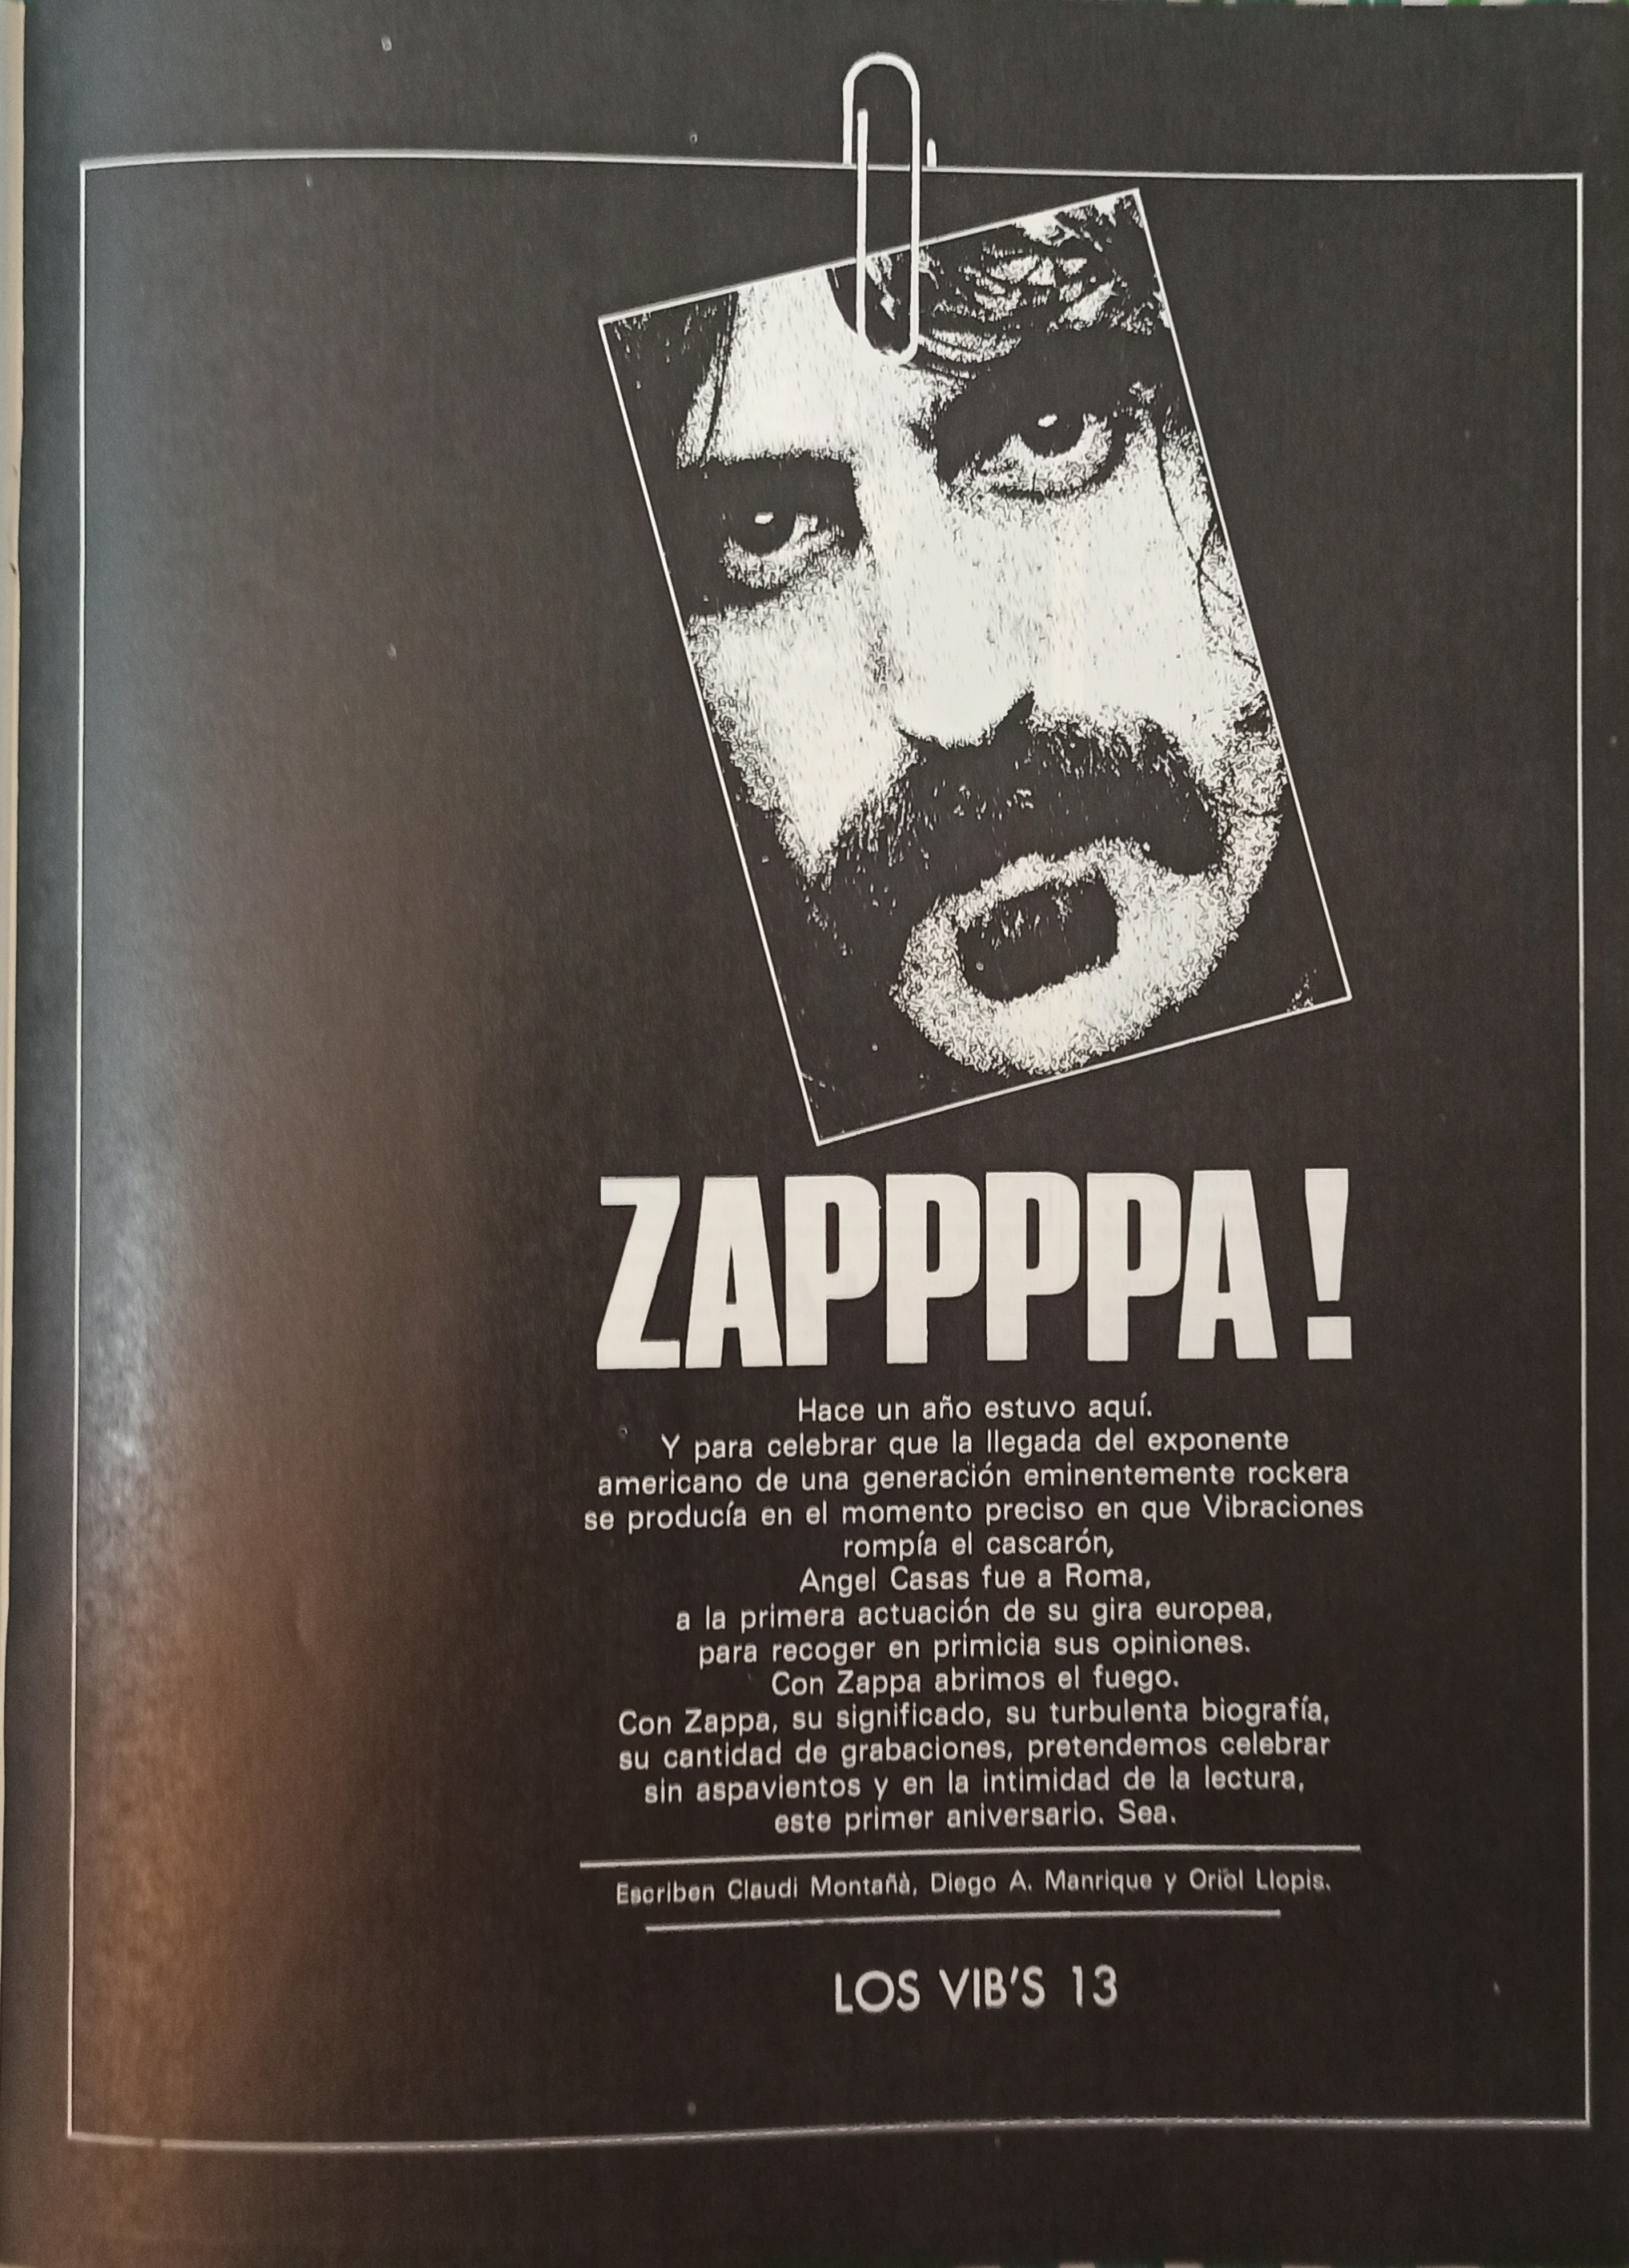 ZAPPPPA!
Hace un año estuvo aquí.
Y para celebrar que la llegada del exponente
americano de una generación eminentemente rockera
se producía en el momento preciso en que Vibraciones
rompía el cascarón,
Angel Casas fue a Roma,
a la primera actuación de su gira europea,
para recoger en primicia sus opiniones.
Con Zappa abrimos el fuego.
Con Zappa, su significado, su turbulenta biografía,
su cantidad de grabaciones, pretendemos celebrar
sin aspavientos y en la intimidad de la lectura,
este primer aniversario. Sea.
Escriben Claudi Montañà, Diego A. Manrique y Oriol Llopis.
LOS VIB'S 13